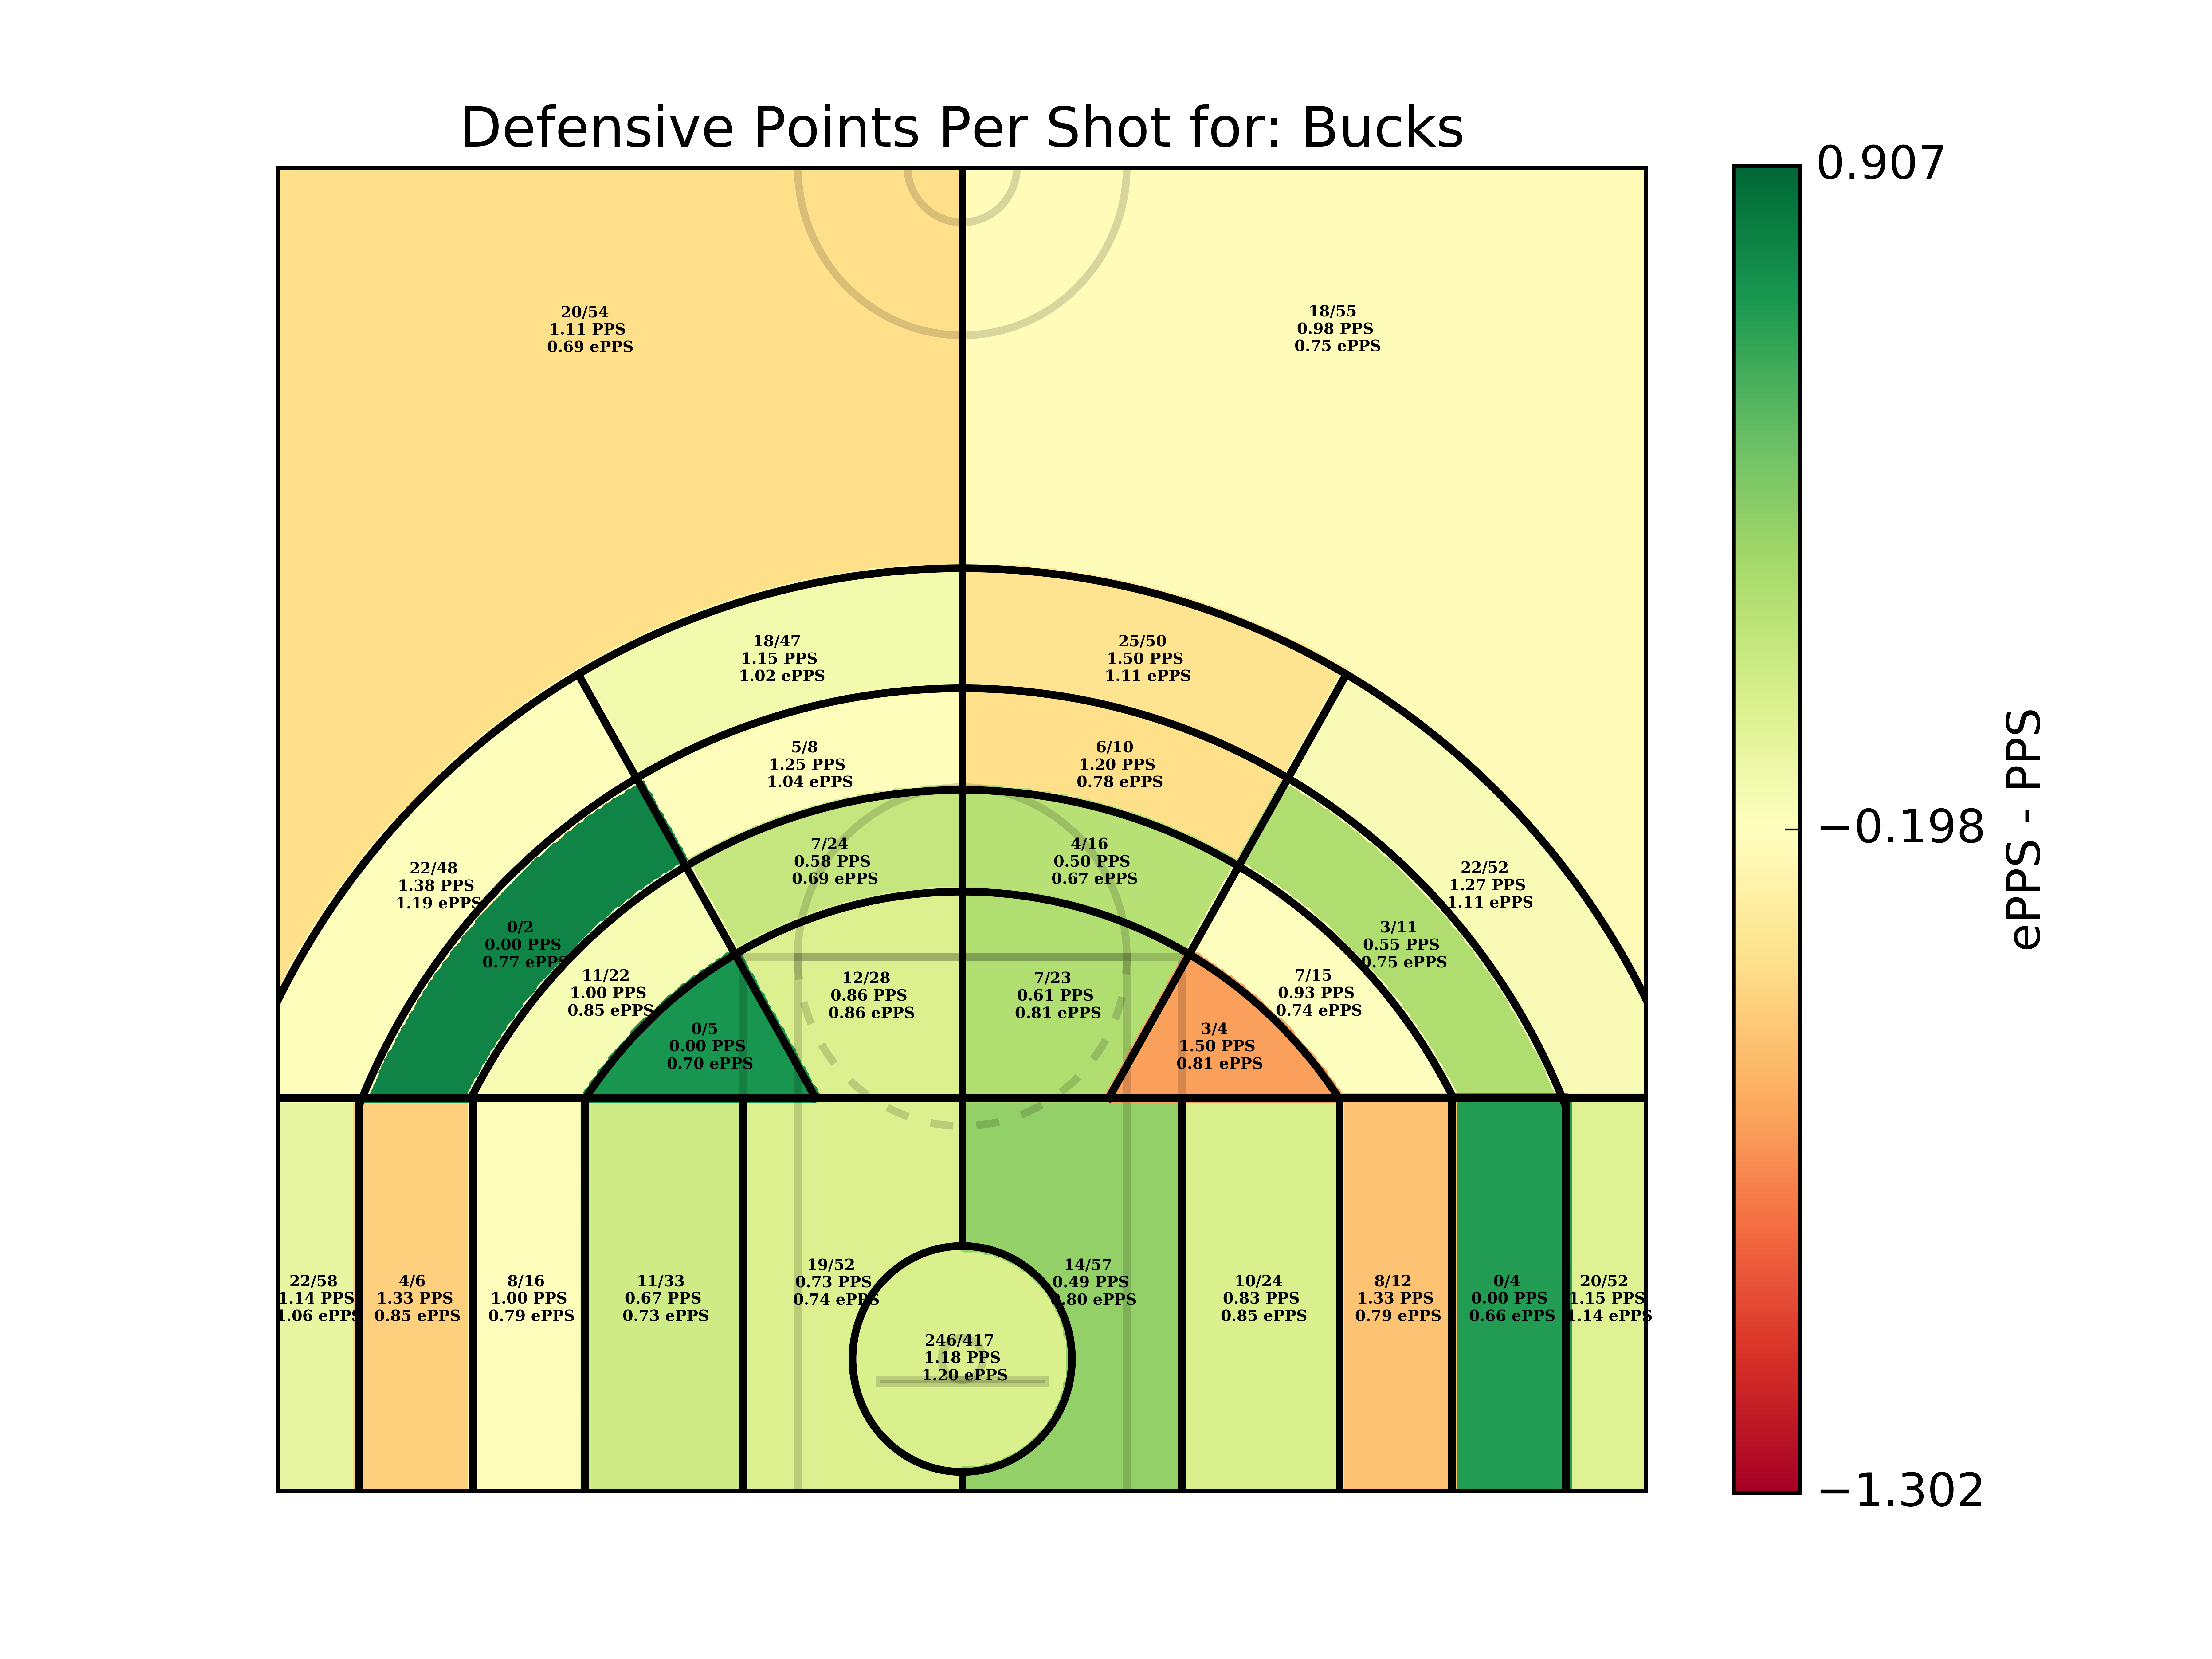 Defensive Points Per Shot for: Bucks
20/54
1.11 PPS
0.69 ePPS
18/55
0.98 PPS
0.75 ePPS
18/47
1.15 PPS
1.02 ePPS
25/50
1.50 PPS
1.11 ePPS
5/8
1.25 PPS
1.04 ePPS
6/10
1.20 PPS
0.78 ePPS
7/24
0.58 PPS
0.69 ePPS
4/16
0.50 PPS
0.67 ePPS
22/48
1.38 PPS
1.19 ePPS
22/52
1.27 PPS
1.11 ePPS
0/2
0.00 PPS
0.77 ePPS
3/11
0.55 PPS
0.75 ePPS
11/22
1.00 PPS
0.85 ePPS
12/28
0.86 PPS
0.86 ePPS
7/23
0.61 PPS
0.81 ePPS
7/15
0.93 PPS
0.74 ePPS
0/5
0.00 PPS
0.70 ePPS
3/4
1.50 PPS
0.81 ePPS
22/58
1.14 PPS
1.06 ePPS
4/6
1.33 PPS
0.85 ePPS
8/16
1.00 PPS
0.79 ePPS
11/33
0.67 PPS
0.73 ePPS
19/52
0.73 PPS
0.74 ePPS
14/57
0.49 PPS
0.80 ePPS
10/24
0.83 PPS
0.85 ePPS
8/12
1.33 PPS
0.79 ePPS
0/4
0.00 PPS
0.66 ePPS
20/52
1.15 PPS
1.14 ePPS
246/417
1.18 PPS
1.20 ePPS
0.907
−0.198
−1.302
ePPS - PPS